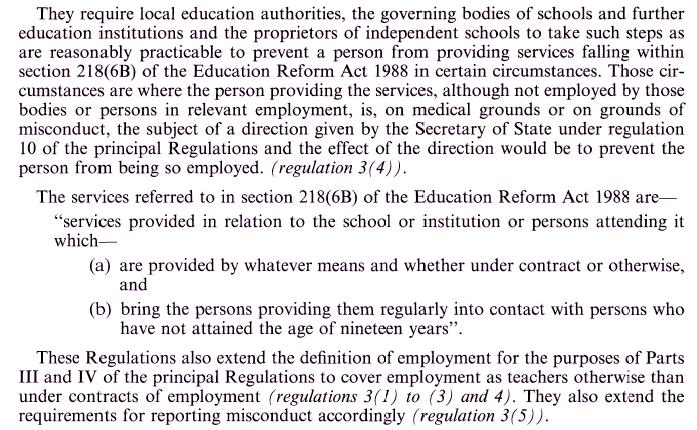 They require local education authorities, the governing bodies of schools and further
education institutions and the proprietors of independent schools to take such steps as
are reasonably practicable to prevent a person from providing services falling within
section 218(6B) of the Education Reform Act 1988 in certain circumstances. Those cir-
cumstances are where the person providing the services, although not employed by those
bodies or persons in relevant employment, is, on medical grounds or on grounds of
misconduct, the subject of a direction given by the Secretary of State under regulation
10 of the principal Regulations and the effect of the direction would be to prevent the
person from being so employed. (regulation 3(4)).
The services referred to in section 218(6B) of the Education Reform Act 1988 are—
“services provided in relation to the school or institution or persons attending it
which—
(a) are provided by whatever means and whether under contract or otherwise,
and
(b) bring the persons providing them regularly into contact with persons who
have not attained the age of nineteen years”.
These Regulations also extend the definition of employment for the purposes of Parts
III and IV of the principal Regulations to cover employment as teachers otherwise than
under contracts of employment (regulations 3(1) to (3) and 4). They also extend the
requirements for reporting misconduct accordingly (regulation 3(5)).